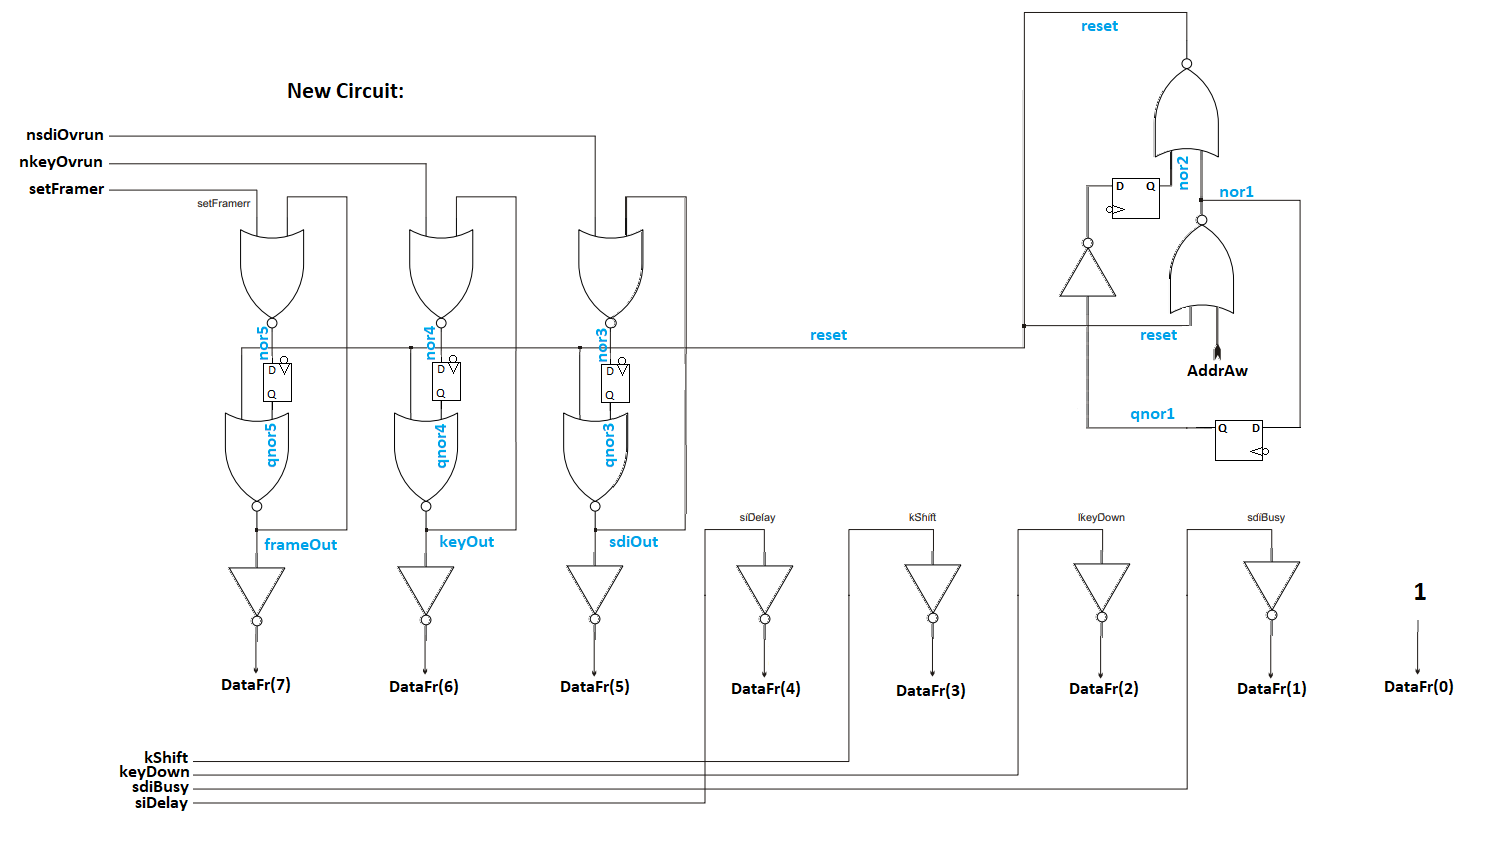 reset
New Circuit:
nsdiOvrun
nkeyOvrun
setFramer
setFramerr
D Q
nor2
nor1
nor5
nor4
nor3
reset
reset
D
Q
D
Q
D
Q
AddrAw
qnor5
qnor4
qnor3
qnor1
Q D
frameOut
keyOut
sdiOut
siDelay
kShift
lkeyDown
sdiBusy
1
DataFr(7)
DataFr(6)
DataFr(5)
DataFr(4)
DataFr(3)
DataFr(2)
DataFr(1)
DataFr(0)
kShift
keyDown
sdiBusy
siDelay